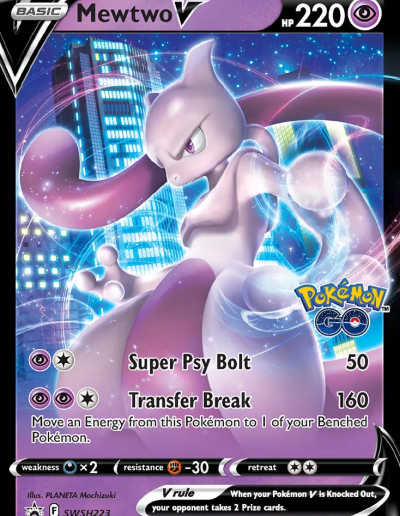 BASIC Mewtwo V HP 220
Pokémon GO TM
Super Psy Bolt 50
Transfer Break 160
Move an Energy from this Pokémon to 1 of your Benched
Pokémon.
weakness ×2 resistance -30 retreat
Illus. PLANETA Mochizuki
F SWSH223
V rule When your Pokémon V is Knocked Out,
your opponent takes 2 Prize cards.